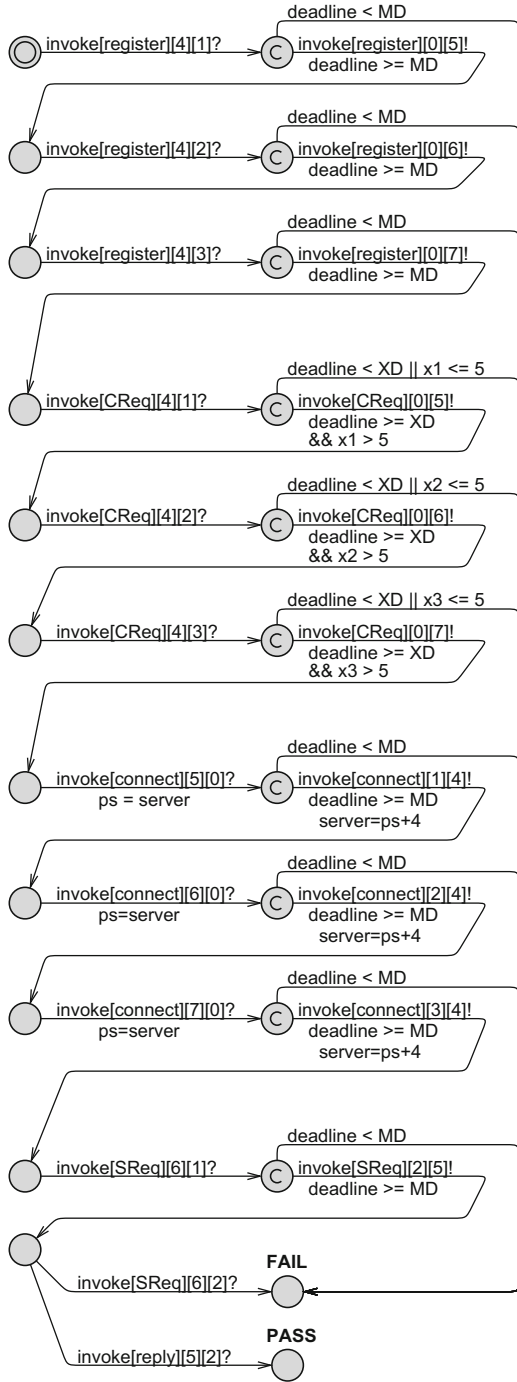 deadline < MD
invoke[register][4][1]? C invoke[register][0][5]!
deadline >= MD
deadline < MD
invoke[register][4][2]? C invoke[register][0][6]!
deadline >= MD
deadline < MD
invoke[register][4][3]? C invoke[register][0][7]!
deadline >= MD
deadline < XD || x1 <= 5
invoke[CReq][4][1]? C invoke[CReq][0][5]!
deadline >= XD
&& x1 > 5
deadline < XD || x2 <= 5
invoke[CReq][4][2]? C invoke[CReq][0][6]!
deadline >= XD
&& x2 > 5
deadline < XD || x3 <= 5
invoke[CReq][4][3]? C invoke[CReq][0][7]!
deadline >= XD
&& x3 > 5
deadline < MD
invoke[connect][5][0]? C invoke[connect][1][4]!
ps = server deadline >= MD
server=ps+4
deadline < MD
invoke[connect][6][0]? C invoke[connect][2][4]!
ps=server deadline >= MD
server=ps+4
deadline < MD
invoke[connect][7][0]? C invoke[connect][3][4]!
ps=server deadline >= MD
server=ps+4
deadline < MD
invoke[SReq][6][1]? C invoke[SReq][2][5]!
deadline >= MD
FAIL
invoke[SReq][6][2]?
PASS
invoke[reply][5][2]?